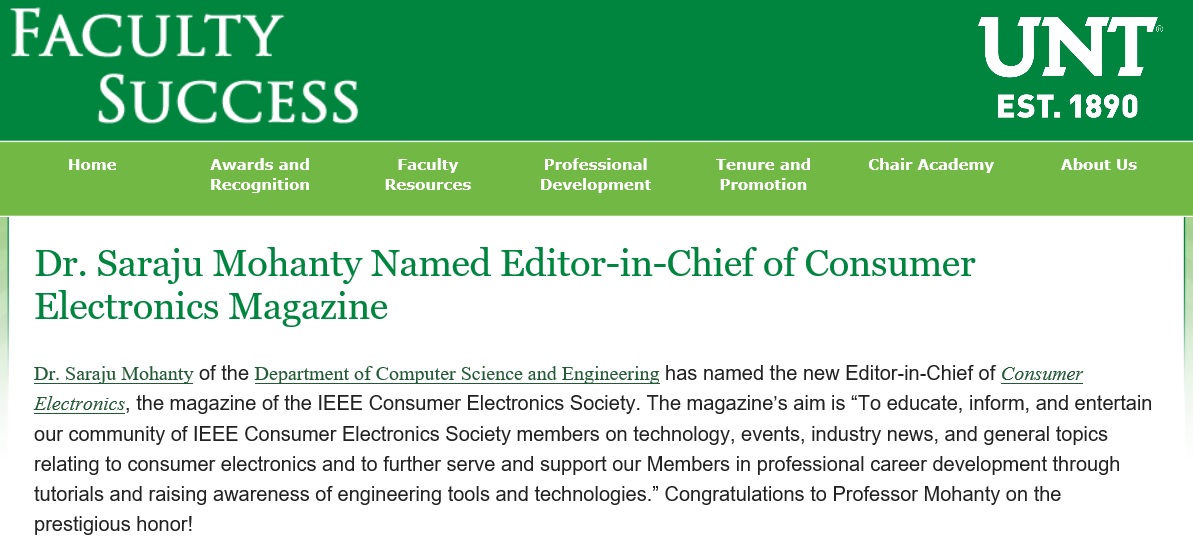 FACULTY
SUCCESS
UNT®
EST. 1890
Home
Awards and
Recognition
Faculty
Resources
Professional
Development
Tenure and
Promotion
Chair Academy
About Us
Dr. Saraju Mohanty Named Editor-in-Chief of Consumer
Electronics Magazine
Dr. Saraju Mohanty of the Department of Computer Science and Engineering has named the new Editor-in-Chief of Consumer
Electronics, the magazine of the IEEE Consumer Electronics Society. The magazine’s aim is “To educate, inform, and entertain
our community of IEEE Consumer Electronics Society members on technology, events, industry news, and general topics
relating to consumer electronics and to further serve and support our Members in professional career development through
tutorials and raising awareness of engineering tools and technologies.” Congratulations to Professor Mohanty on the
prestigious honor!